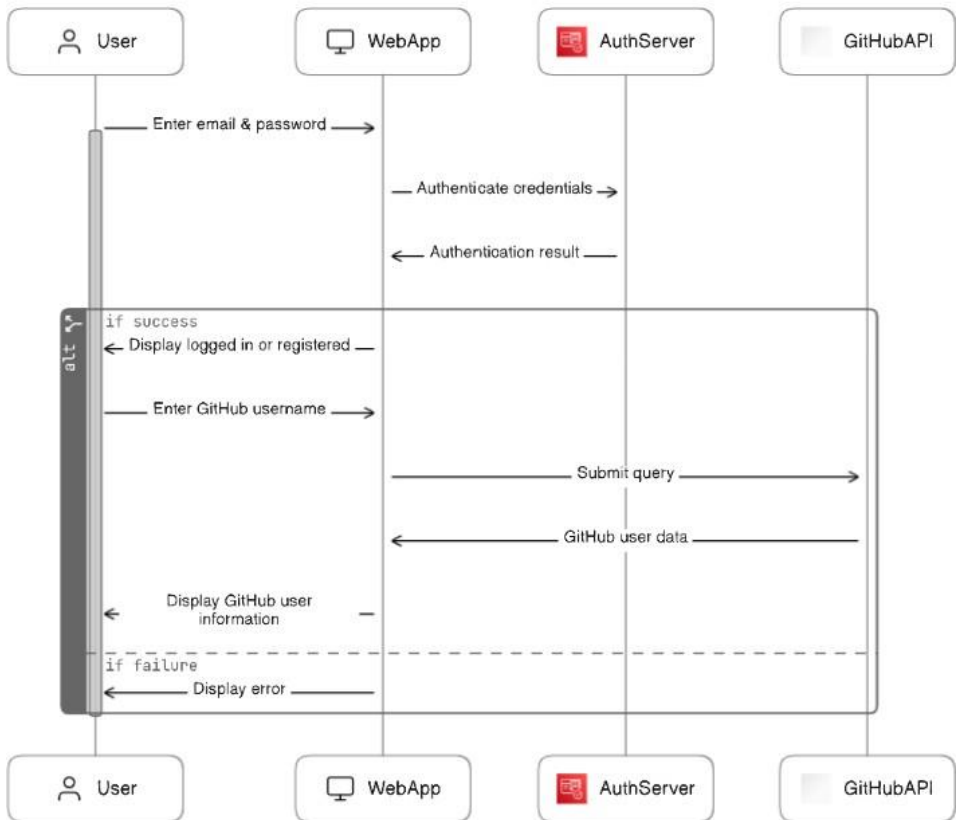 User
WebApp
AuthServer
GitHubAPI
Enter email & password
Authenticate credentials
Authentication result
alt
if success
Display logged in or registered
Enter GitHub username
Submit query
GitHub user data
Display GitHub user
information
if failure
Display error
User
WebApp
AuthServer
GitHubAPI